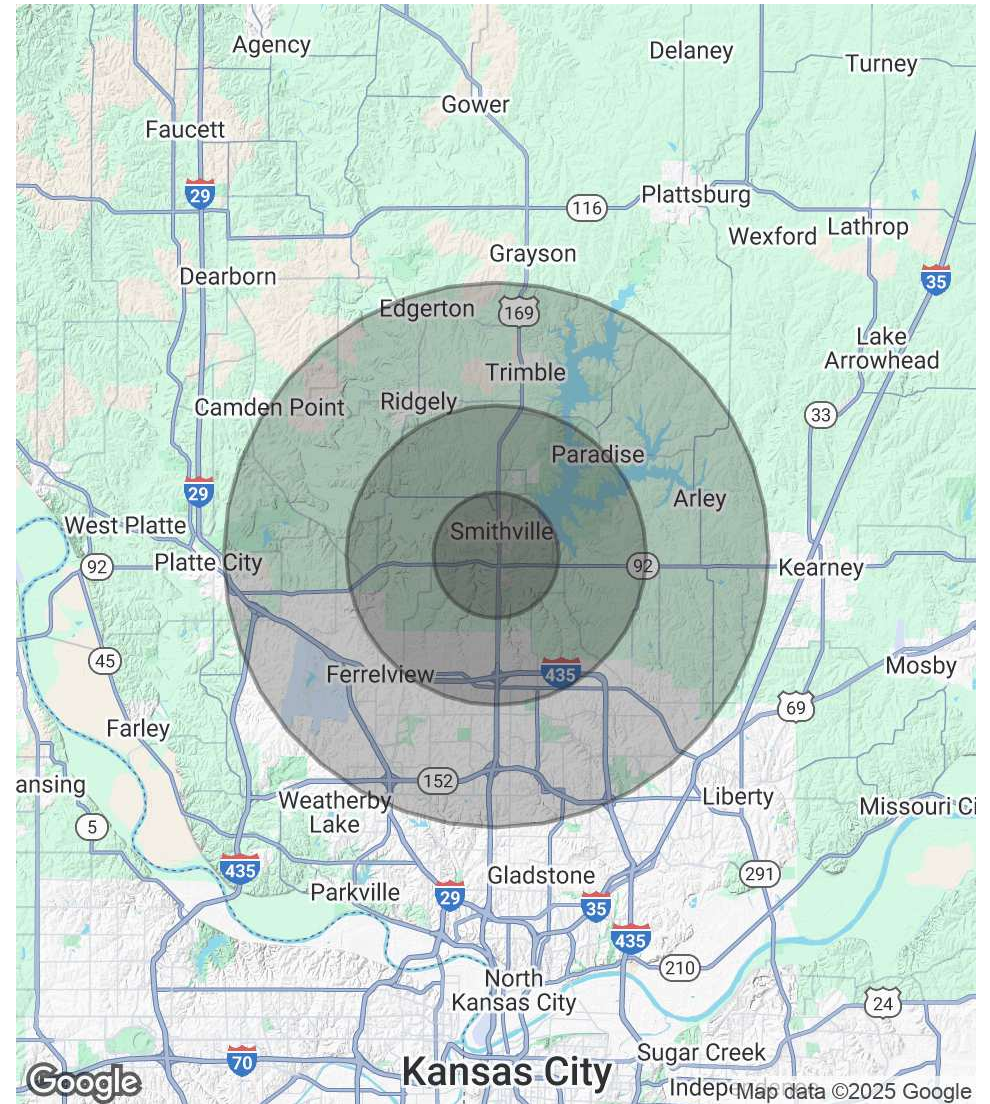 Agency
Delaney
Turney
Gower
Faucett
29
116
Plattsburg
Wexford
Lathrop
Grayson
Dearborn
35
Edgerton
169
Lake
Arrowhead
Trimble
Camden Point
Ridgely
33
Paradise
29
Arley
West Platte
Smithville
92
Platte City
92
Kearney
45
Ferrelview
435
Mosby
69
Farley
152
ansing
Weatherby
Lake
Liberty
Missouri Ci
5
435
Parkville
29
Gladstone
35
291
435
210
North
Kansas City
24
70
Kansas City
Sugar Creek
Google
Map data ©2025 Google